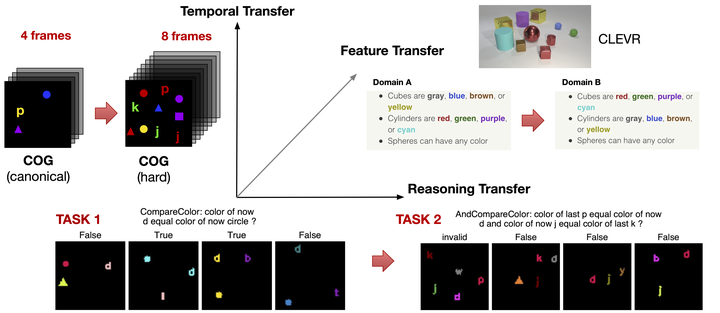 Temporal Transfer
4 frames
8 frames
p
COG
(canonical)
p
k
j
j
COG
(hard)
Feature Transfer
CLEVR
Domain A
• Cubes are gray, blue, brown, or
yellow
• Cylinders are red, green, purple,
or cyan
• Spheres can have any color
Domain B
• Cubes are red, green, purple, or
cyan
• Cylinders are gray, blue, brown,
or yellow
• Spheres can have any color
Reasoning Transfer
TASK 1
CompareColor: color of now
d equal color of now circle ?
False
True
True
False
d
d
l
d
b
d
t
TASK 2
AndCompareColor: color of last p equal color of now
d and color of now j equal color of last k ?
invalid
False
False
False
k
w
p
j
d
k
d
j
d
j
y
b
d
j